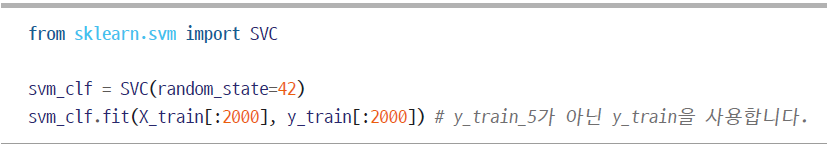 from sklearn.svm import SVC
svm_clf = SVC(random_state=42)
svm_clf.fit(X_train[:2000], y_train[:2000]) # y_train_5가 아닌 y_train을 사용합니다.